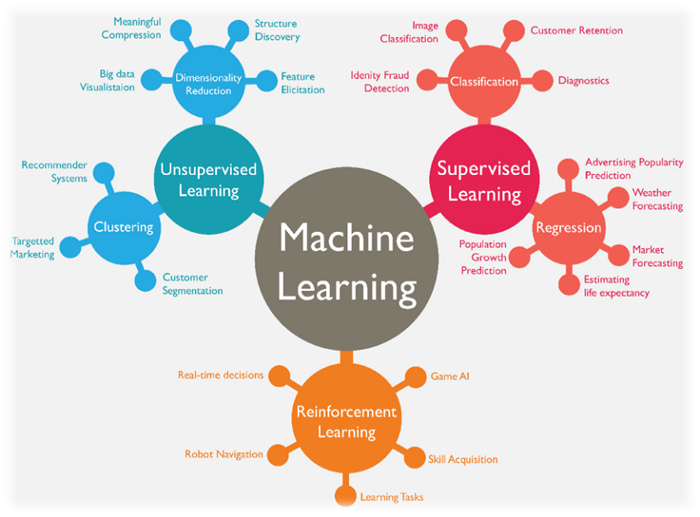 Meaningful
Compression
Structure
Discovery
Big data
Visualistaion
Dimensionality
Reduction
Feature
Elicitation
Unsupervised
Learning
Recommender
Systems
Clustering
Targetted
Marketing
Customer
Segmentation
Image
Classification
Customer Retention
Idenity Fraud
Detection
Classification
Diagnostics
Supervised
Learning
Advertising Popularity
Prediction
Weather
Forecasting
Regression
Population
Growth
Prediction
Market
Forecasting
Estimating
life expectancy
Machine
Learning
Real-time decisions
Game AI
Reinforcement
Learning
Robot Navigation
Skill Acquisition
Learning Tasks